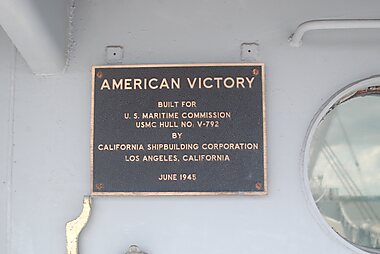 AMERICAN VICTORY
BUILT FOR
U. S. MARITIME COMMISSION
USMC HULL NO. V-792
BY
CALIFORNIA SHIPBUILDING CORPORATION
LOS ANGELES, CALIFORNIA
JUNE 1945